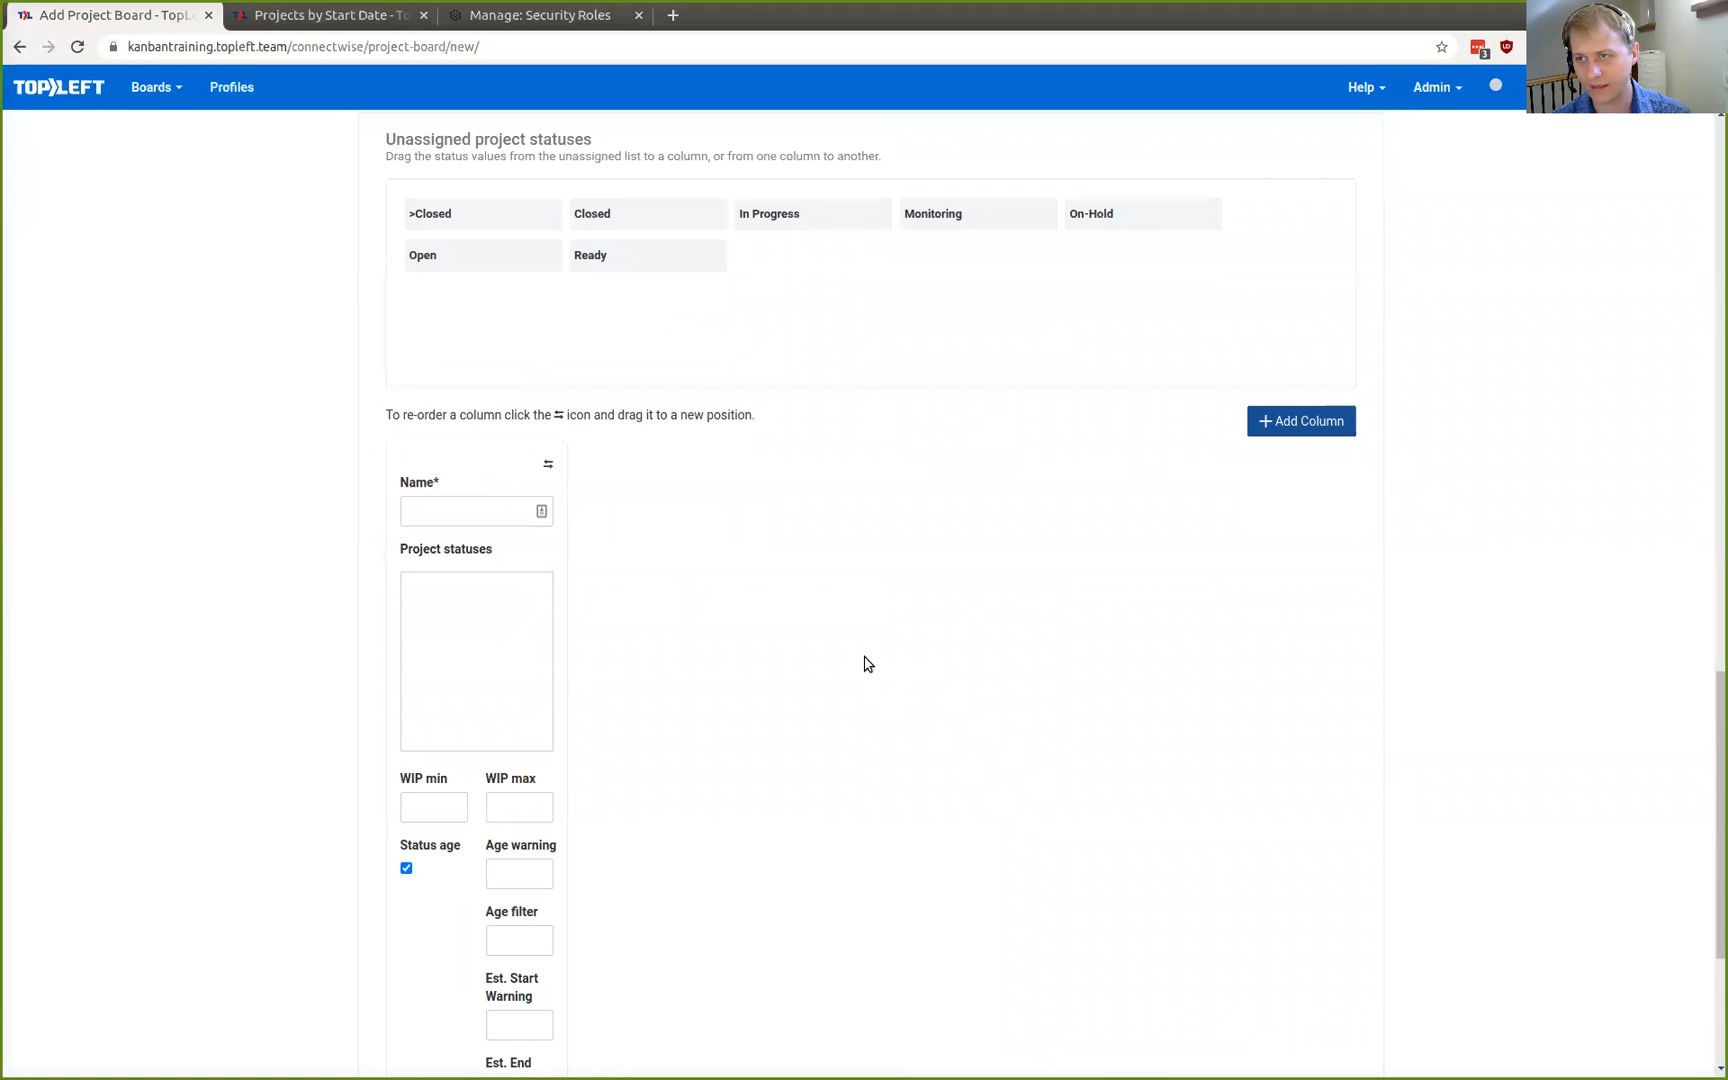 Add Project Board - TopL
Projects by Start Date - To
Manage: Security Roles
kanbantraining.topleft.team/connectwise/project-board/new/
3
TOP LEFT
Boards
Profiles
Help
Admin
Unassigned project statuses
Drag the status values from the unassigned list to a column, or from one column to another.
>Closed
Closed
In Progress
Monitoring
On-Hold
Open
Ready
To re-order a column click the ⇆ icon and drag it to a new position.
+ Add Column
Name*
Project statuses
WIP min
WIP max
Status age
Age warning
Age filter
Est. Start
Warning
Est. End